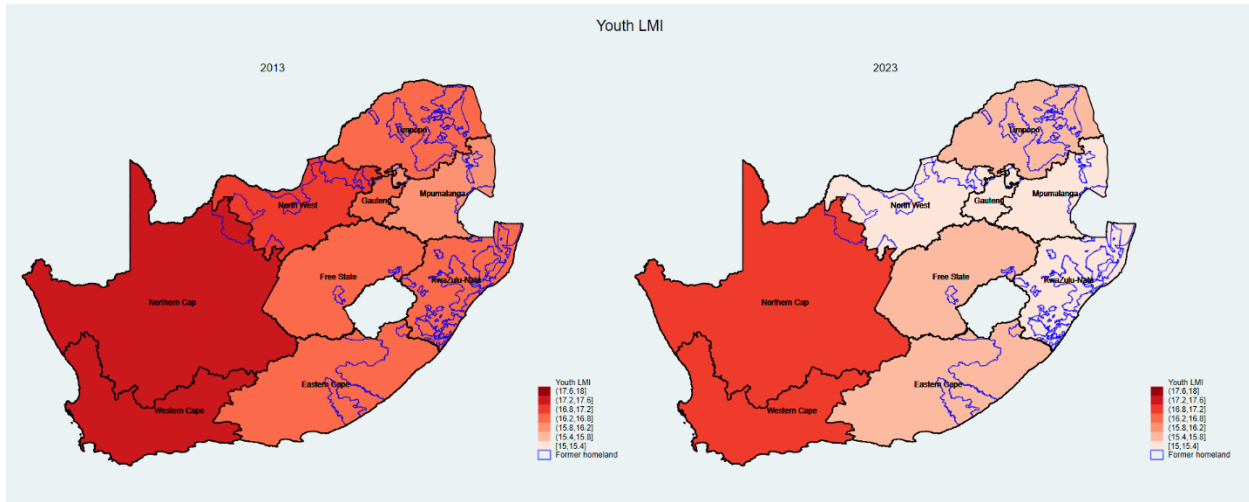 Youth LMI
2013
Limpopo
North West
Gauteng
Mpumalanga
Free State
KwaZulu-Nata
Northern Cap
Eastern Cape
Western Cape
Youth LMI
(17.6,18]
(17.2,17.6]
(16.8,17.2]
(16.2,16.8]
(15.8,16.2]
(15.4,15.8]
[15,15.4]
Former homeland
2023
Limpopo
Mpumalanga
North West
Gauteng
Free State
KwaZulu-Nata
Northern Cap
Eastern Cape
Western Cape
Youth LMI
(17.6,18]
(17.2,17.6]
(16.8,17.2]
(16.2,16.8]
(15.8,16.2]
(15.4,15.8]
[15,15.4]
Former homeland